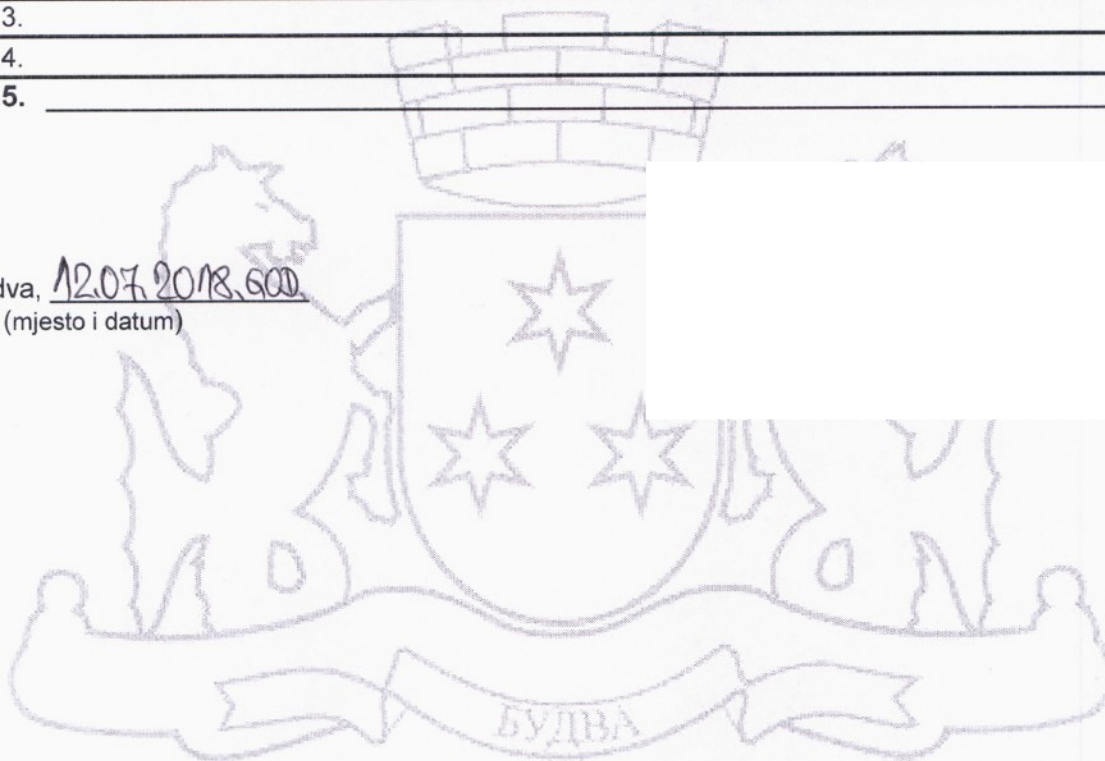 3.
4.
5.
dva, 12.07.2018.GOD.
(mjesto i datum)
БУДВА